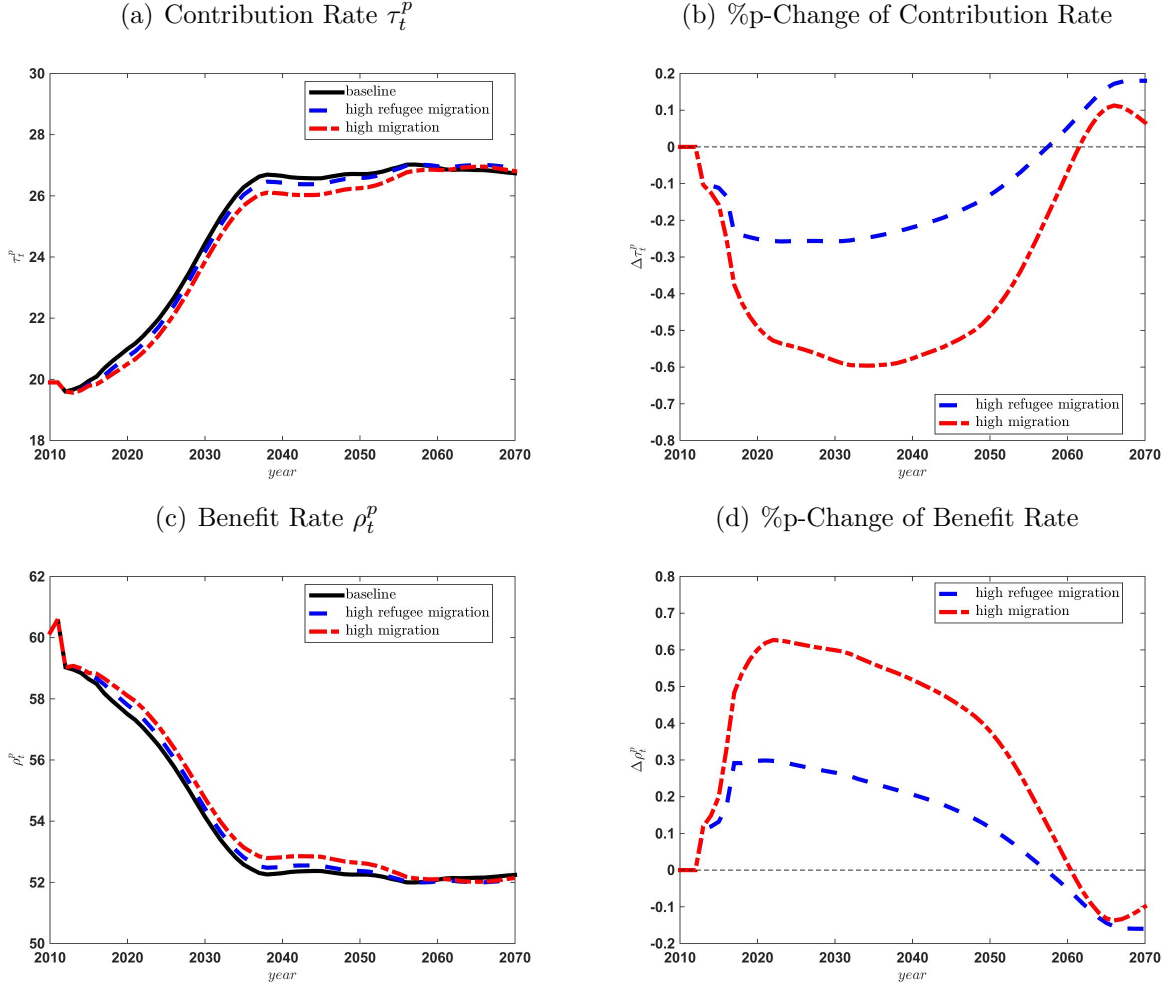 (a) Contribution Rate τ_t^p
30
28
26
24
22
20
18
τ_t^p
baseline
high refugee migration
high migration
2010 2020 2030 2040 2050 2060 2070
year
(b) %p-Change of Contribution Rate
0.2
0.1
0
-0.1
-0.2
-0.3
-0.4
-0.5
-0.6
-0.7
-0.8
Δτ_t^p
high refugee migration
high migration
2010 2020 2030 2040 2050 2060 2070
year
(c) Benefit Rate ρ_t^p
62
60
58
56
54
52
50
ρ_t^p
baseline
high refugee migration
high migration
2010 2020 2030 2040 2050 2060 2070
year
(d) %p-Change of Benefit Rate
0.8
0.7
0.6
0.5
0.4
0.3
0.2
0.1
0
-0.1
-0.2
Δρ_t^p
high refugee migration
high migration
2010 2020 2030 2040 2050 2060 2070
year